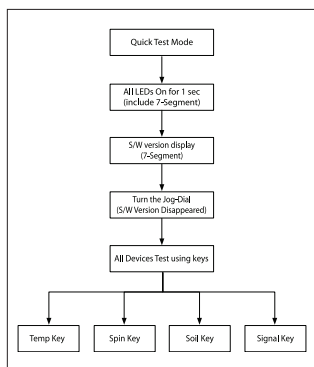 Quick Test Mode
All LEDs On for 1 sec
(include 7-Segment)
S/W version display
(7-Segment)
Turn the Jog-Dial
(S/W Version Disappeared)
All Devices Test using keys
Temp Key
Spin Key
Soil Key
Signal Key